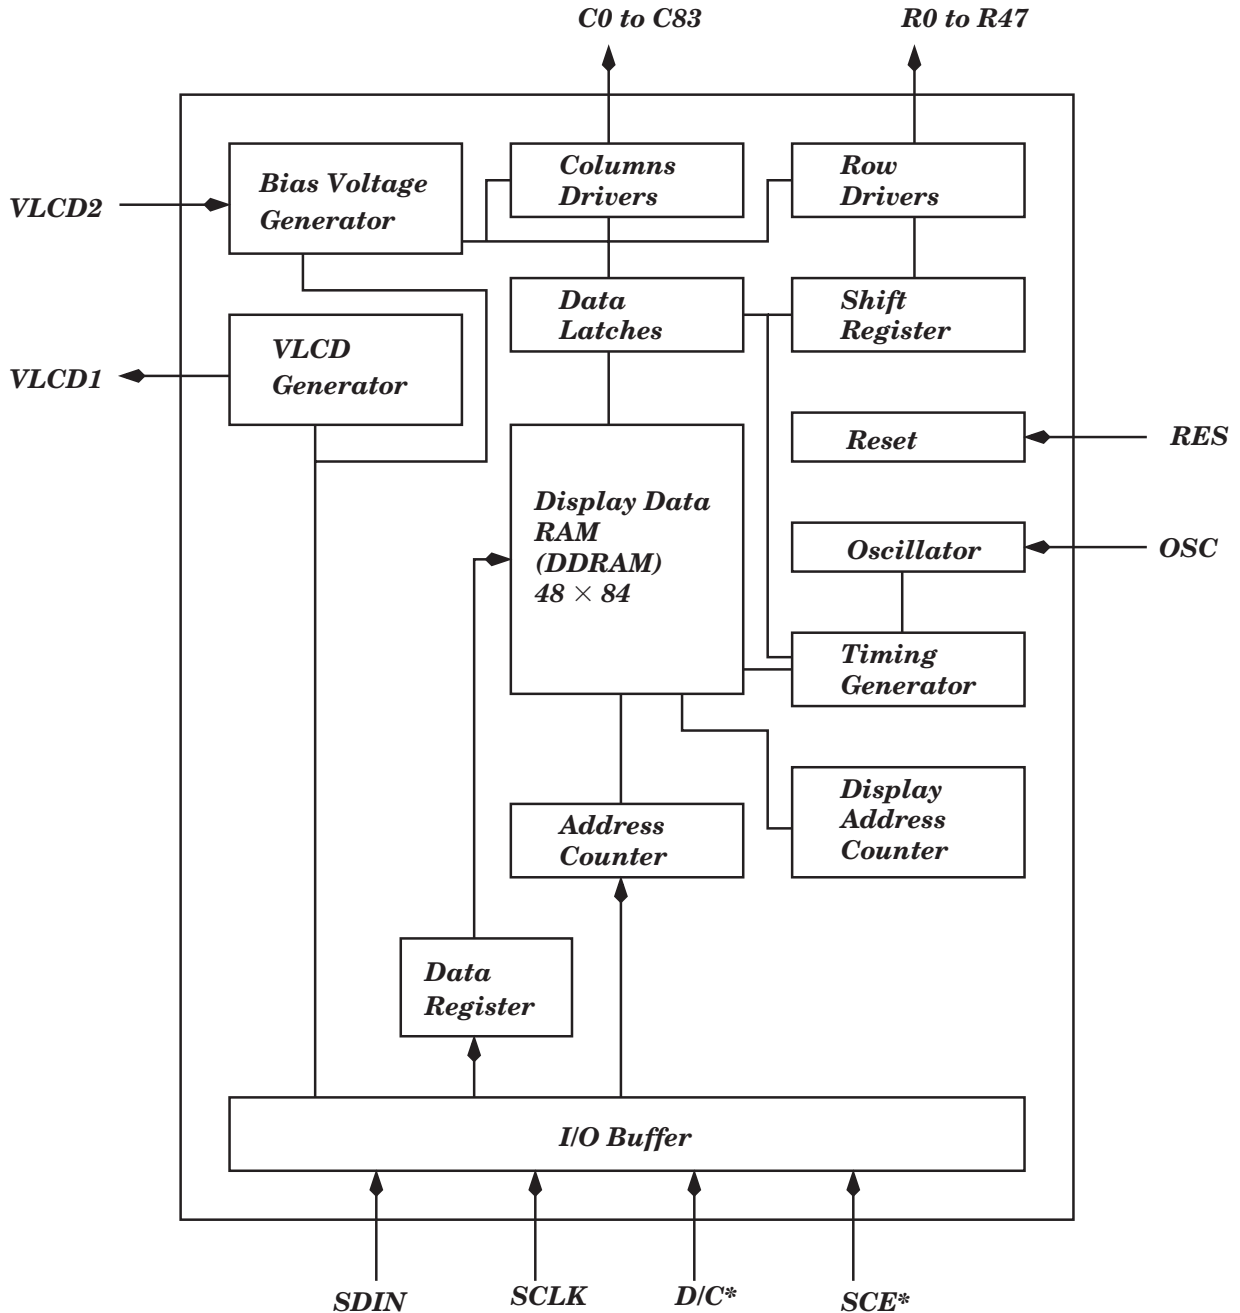 C0 to C83
R0 to R47
Bias Voltage
Generator
Columns
Drivers
Row
Drivers
VLCD2
Data
Latches
Shift
Register
VLCD
Generator
VLCD1
Reset
RES
Display Data
RAM
(DDRAM)
48 × 84
Oscillator
OSC
Timing
Generator
Display
Address
Counter
Address
Counter
Data
Register
I/O Buffer
SDIN
SCLK
D/C*
SCE*